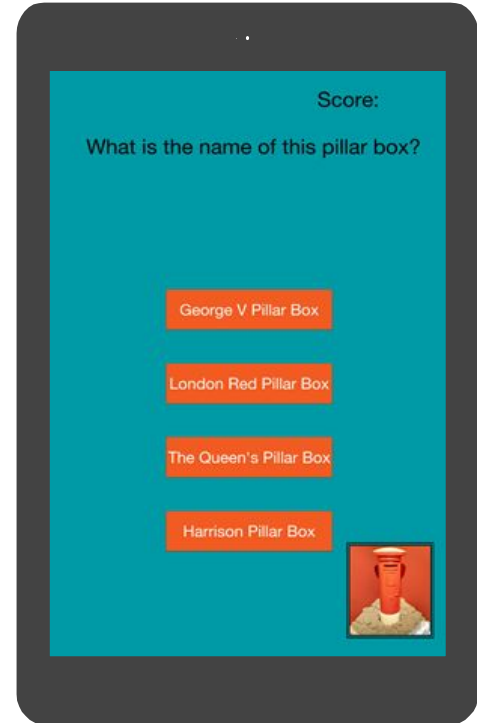 Score:
What is the name of this pillar box?
George V Pillar Box
London Red Pillar Box
The Queen's Pillar Box
Harrison Pillar Box